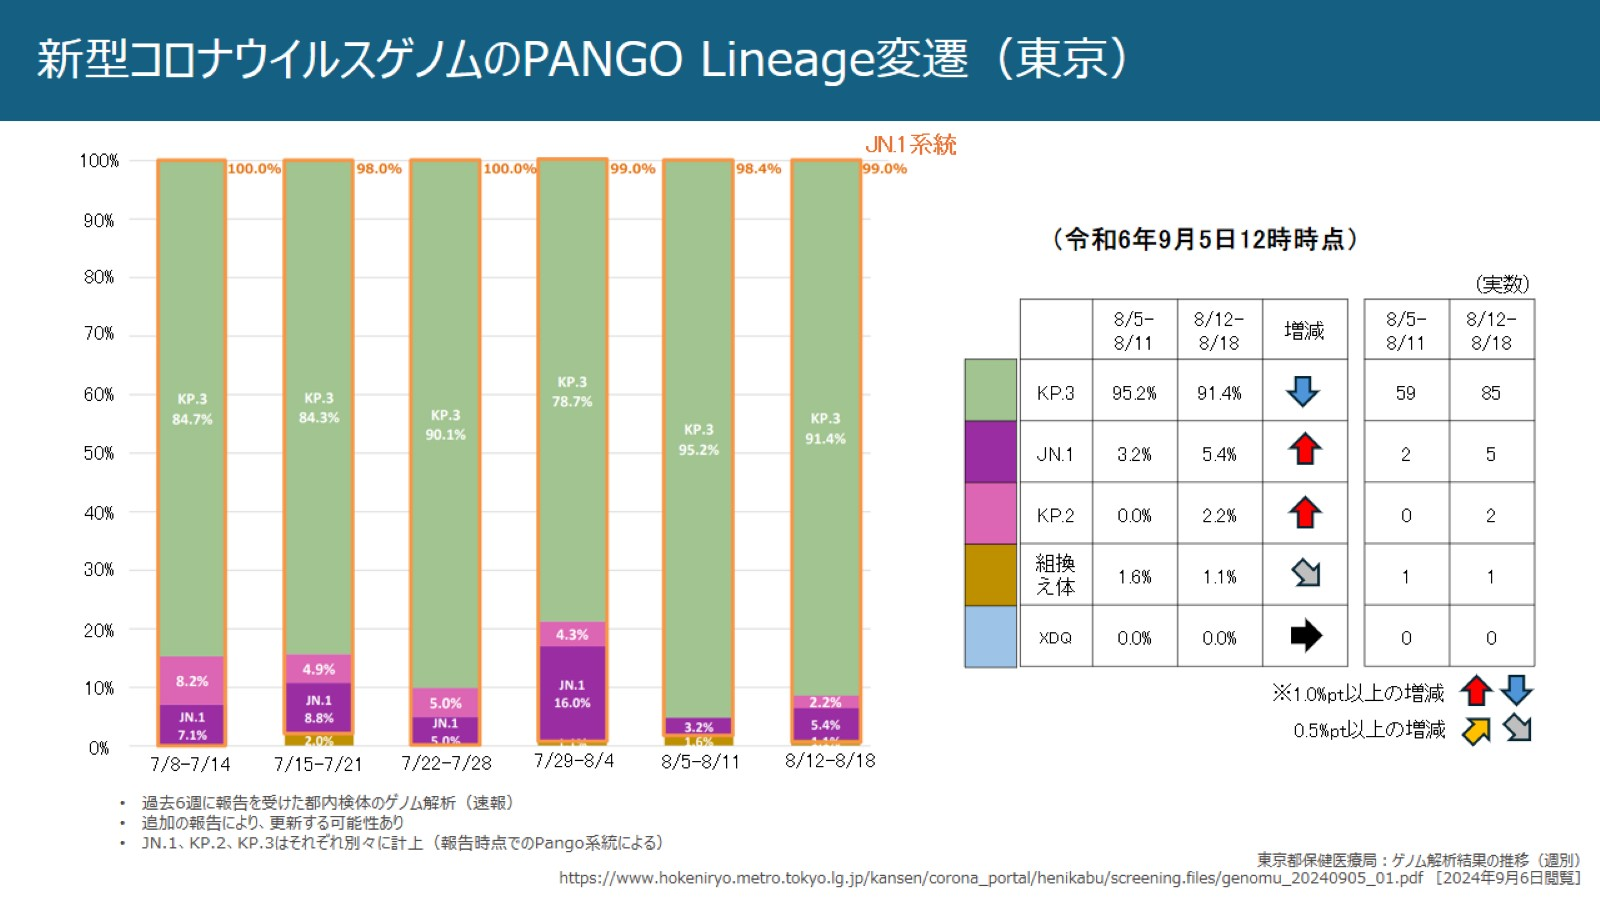 新型コロナウイルスゲノムのPANGO Lineage変遷（東京）
JN.1系統
100%
90%
80%
70%
60%
50%
40%
30%
20%
10%
0%
100.0%
98.0%
100.0%
99.0%
98.4%
99.0%
KP.3
84.7%
8.2%
JN.1
7.1%
KP.3
84.3%
4.9%
JN.1
8.8%
2.0%
KP.3
90.1%
5.0%
JN.1
5.0%
KP.3
78.7%
4.3%
JN.1
16.0%
KP.3
95.2%
3.2%
1.6%
KP.3
91.4%
2.2%
5.4%
1.1%
7/8-7/14
7/15-7/21
7/22-7/28
7/29-8/4
8/5-8/11
8/12-8/18
（令和6年9月5日12時時点）
（実数）
8/5-
8/11
8/12-
8/18
増減
8/5-
8/11
8/12-
8/18
KP.3 95.2% 91.4% 59 85
JN.1 3.2% 5.4% 2 5
KP.2 0.0% 2.2% 0 2
組換
え体 1.6% 1.1% 1 1
XDQ 0.0% 0.0% 0 0
※1.0%pt以上の増減
0.5%pt以上の増減
• 過去6週に報告を受けた都内検体のゲノム解析（速報）
• 追加の報告により、更新する可能性あり
• JN.1、KP.2、KP.3はそれぞれ別々に計上（報告時点でのPango系統による）
東京都保健医療局：ゲノム解析結果の推移（週別）
https://www.hokeniryo.metro.tokyo.lg.jp/kansen/corona_portal/henikabu/screening.files/genomu_20240905_01.pdf ［2024年9月6日閲覧］